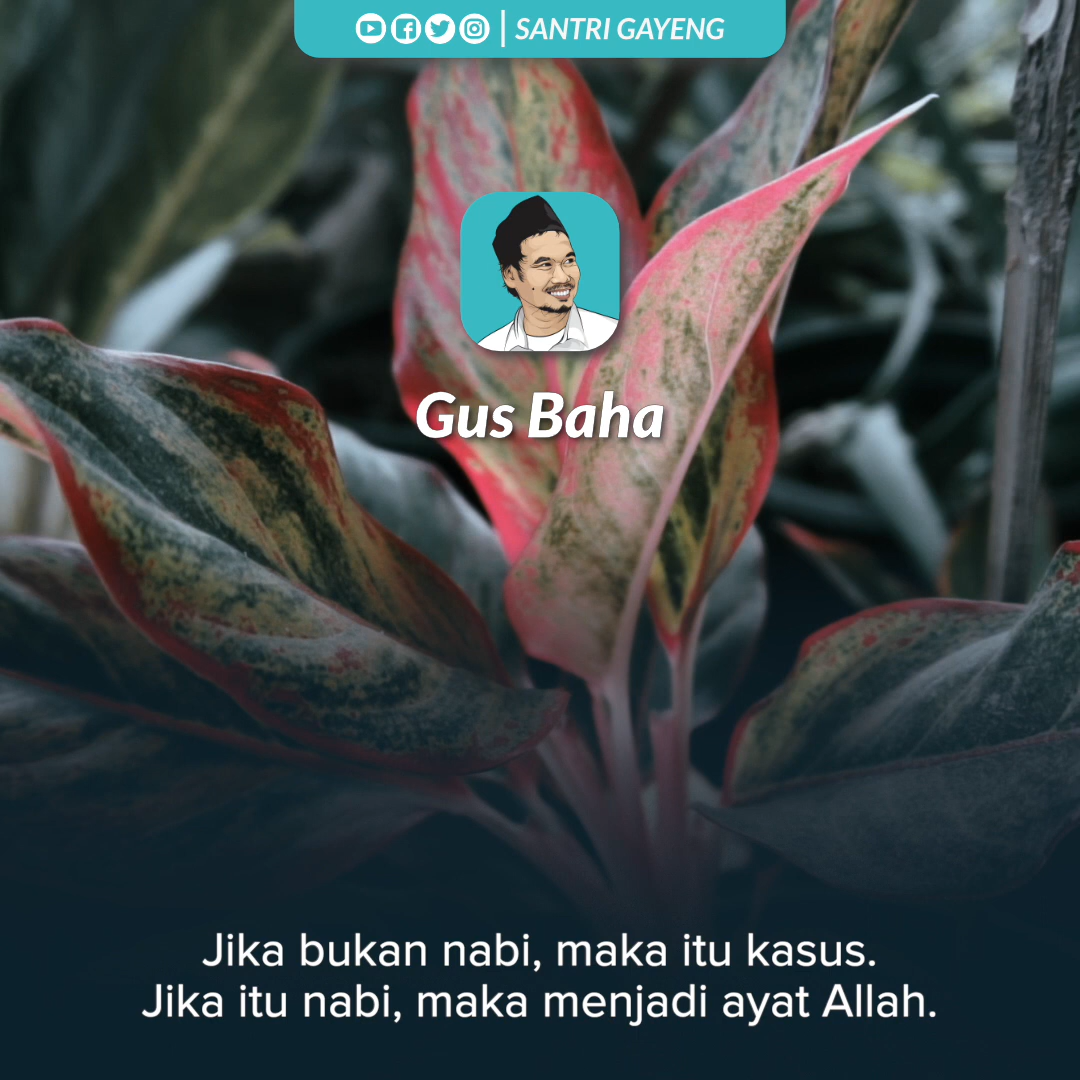 | SANTRI GAYENG
Gus Baha
Jika bukan nabi, maka itu kasus.
Jika itu nabi, maka menjadi ayat Allah.